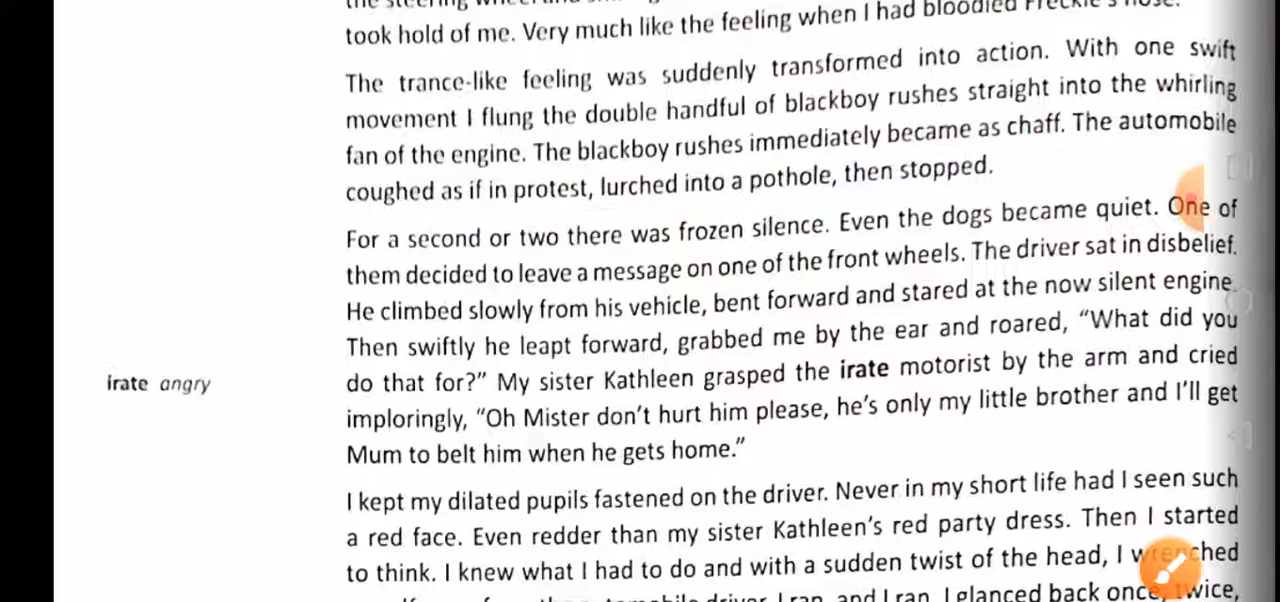 took hold of me. Very much like the feeling when I had bloodied Freckle's nose.
The trance-like feeling was suddenly transformed into action. With one swift
movement I flung the double handful of blackboy rushes straight into the whirling
fan of the engine. The blackboy rushes immediately became as chaff. The automobile
coughed as if in protest, lurched into a pothole, then stopped.
For a second or two there was frozen silence. Even the dogs became quiet. One of
them decided to leave a message on one of the front wheels. The driver sat in disbelief.
He climbed slowly from his vehicle, bent forward and stared at the now silent engine.
Then swiftly he leapt forward, grabbed me by the ear and roared, “What did you
irate angry
do that for?” My sister Kathleen grasped the irate motorist by the arm and cried
imploringly, “Oh Mister don't hurt him please, he's only my little brother and I'll get
Mum to belt him when he gets home.”
I kept my dilated pupils fastened on the driver. Never in my short life had I seen such
a red face. Even redder than my sister Kathleen's red party dress. Then I started
to think. I knew what I had to do and with a sudden twist of the head, I wrenched
driver I ran, and I ran. I glanced back once, twice,